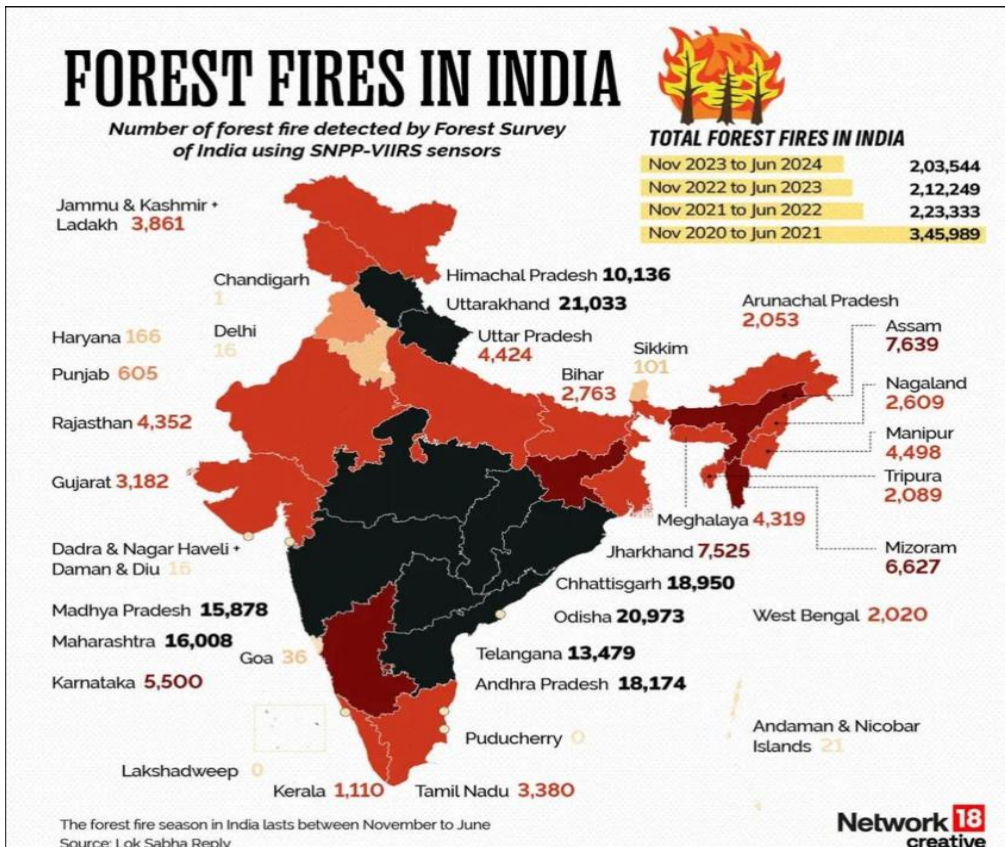 FOREST FIRES IN INDIA
Number of forest fire detected by Forest Survey
of India using SNPP-VIIRS sensors
TOTAL FOREST FIRES IN INDIA
Nov 2023 to Jun 2024 2,03,544
Nov 2022 to Jun 2023 2,12,249
Nov 2021 to Jun 2022 2,23,333
Nov 2020 to Jun 2021 3,45,989
Jammu & Kashmir +
Ladakh 3,861
Chandigarh
1
Himachal Pradesh 10,136
Uttarakhand 21,033
Arunachal Pradesh
2,053
Haryana 166
Delhi
16
Uttar Pradesh
4,424
Sikkim
101
Assam
7,639
Punjab 605
Bihar
2,763
Nagaland
2,609
Rajasthan 4,352
Manipur
4,498
Gujarat 3,182
Tripura
2,089
Meghalaya 4,319
Dadra & Nagar Haveli +
Daman & Diu 16
Jharkhand 7,525
Mizoram
6,627
Chhattisgarh 18,950
Madhya Pradesh 15,878
Odisha 20,973
West Bengal 2,020
Maharashtra 16,008
Goa 36
Telangana 13,479
Karnataka 5,500
Andhra Pradesh 18,174
Puducherry 0
Andaman & Nicobar
Islands 21
Lakshadweep 0
Kerala 1,110
Tamil Nadu 3,380
The forest fire season in India lasts between November to June
Source: Lok Sabha Reply
Network 18
creative